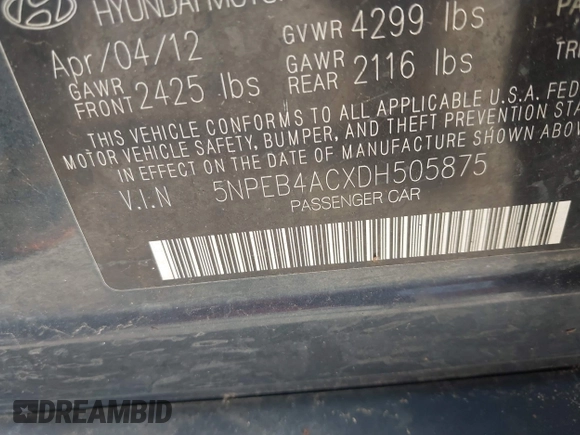 HYUNDAI MOTOR
Apr/04/12 GVWR 4299 lbs
GAWR FRONT 2425 lbs GAWR REAR 2116 lbs
THIS VEHICLE CONFORMS TO ALL APPLICABLE U.S.A. FED
MOTOR VEHICLE SAFETY, BUMPER, AND THEFT PREVENTION STA
IN EFFECT ON THE DATE OF MANUFACTURE SHOWN ABOVE
V.I.N 5NPEB4ACXDH505875
PASSENGER CAR
DREAMBID